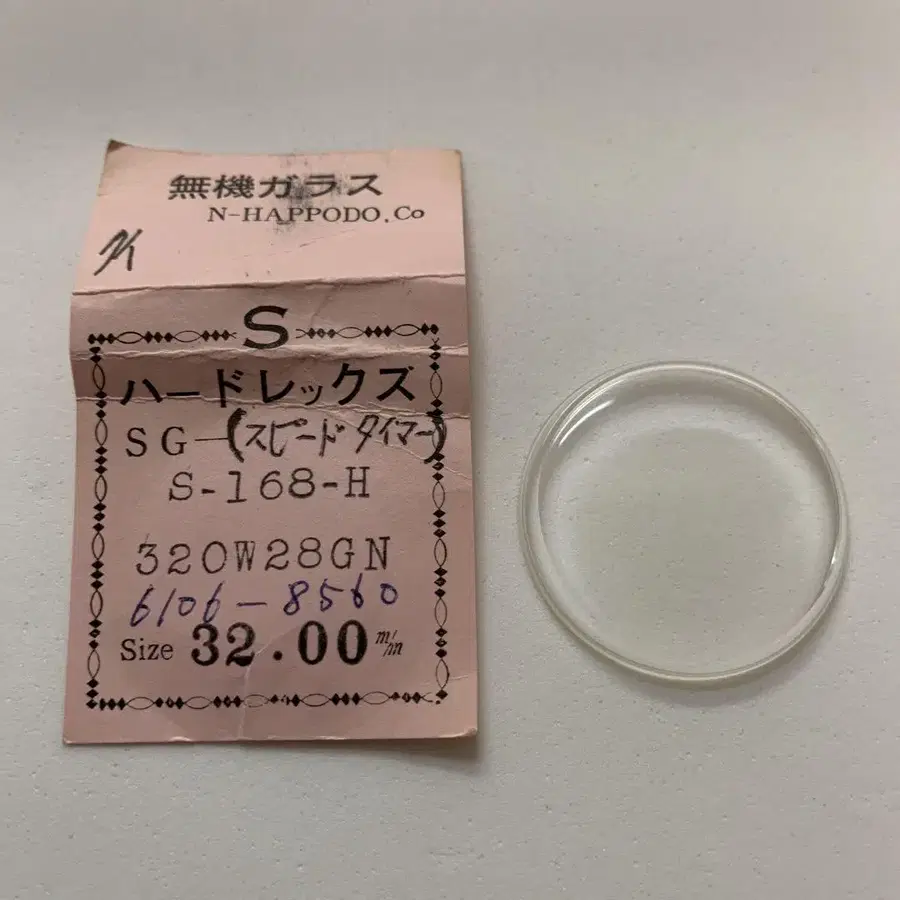 無機ガラス
N-HAPPODO.Co
S
ハードレックス
SG—(スピードタイマー)
S-168-H
320W28GN
6106-8560
Size 32.00 m/m